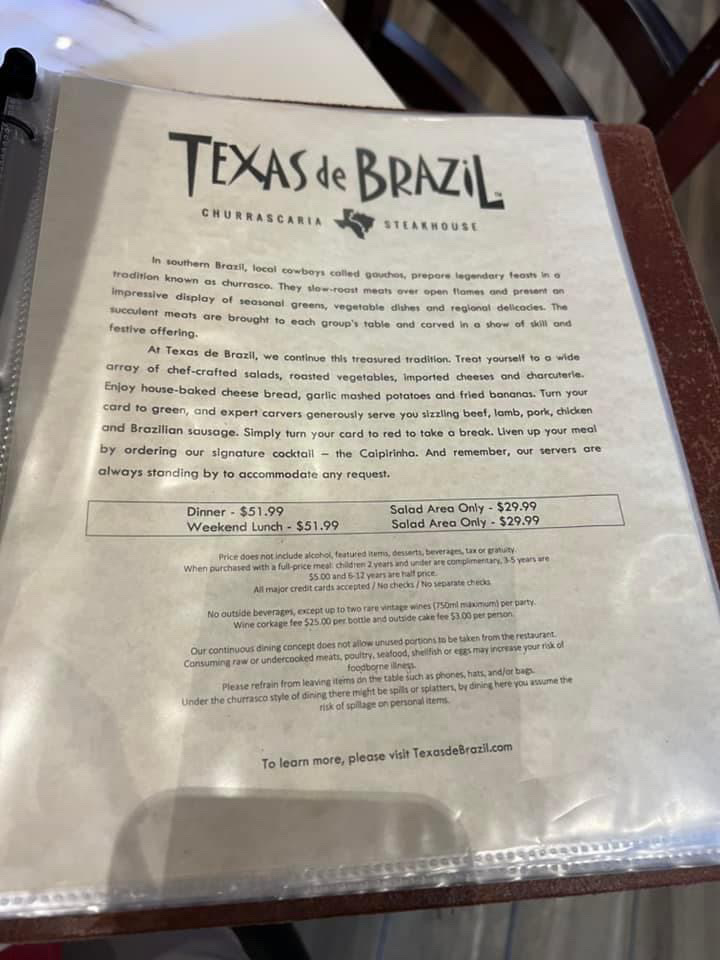 TEXAS de BRAZIL™
CHURRASCARIA STEAKHOUSE
In southern Brazil, local cowboys called gauchos, prepare legendary feasts in a
tradition known as churrasco. They slow-roast meats over open flames and present an
impressive display of seasonal greens, vegetable dishes and regional delicacies. The
succulent meats are brought to each group's table and carved in a show of skill and
festive offering.
At Texas de Brazil, we continue this treasured tradition. Treat yourself to a wide
array of chef-crafted salads, roasted vegetables, imported cheeses and charcuterie.
Enjoy house-baked cheese bread, garlic mashed potatoes and fried bananas. Turn your
card to green, and expert carvers generously serve you sizzling beef, lamb, pork, chicken
and Brazilian sausage. Simply turn your card to red to take a break. Liven up your meal
by ordering our signature cocktail – the Caipirinha. And remember, our servers are
always standing by to accommodate any request.
Dinner - $51.99 Salad Area Only - $29.99
Weekend Lunch - $51.99 Salad Area Only - $29.99
Price does not include alcohol, featured items, desserts, beverages, tax or gratuity.
When purchased with a full-price meal: children 2 years and under are complimentary, 3-5 years are
$5.00 and 6-12 years are half price.
All major credit cards accepted / No checks / No separate checks
No outside beverages, except up to two rare vintage wines (750ml maximum) per party.
Wine corkage fee $25.00 per bottle and outside cake fee $3.00 per person.
Our continuous dining concept does not allow unused portions to be taken from the restaurant.
Consuming raw or undercooked meats, poultry, seafood, shellfish or eggs may increase your risk of
foodborne illness.
Please refrain from leaving items on the table such as phones, hats, and/or bags.
Under the churrasco style of dining there might be spills or splatters, by dining here you assume the
risk of spillage on personal items.
To learn more, please visit TexasdeBrazil.com